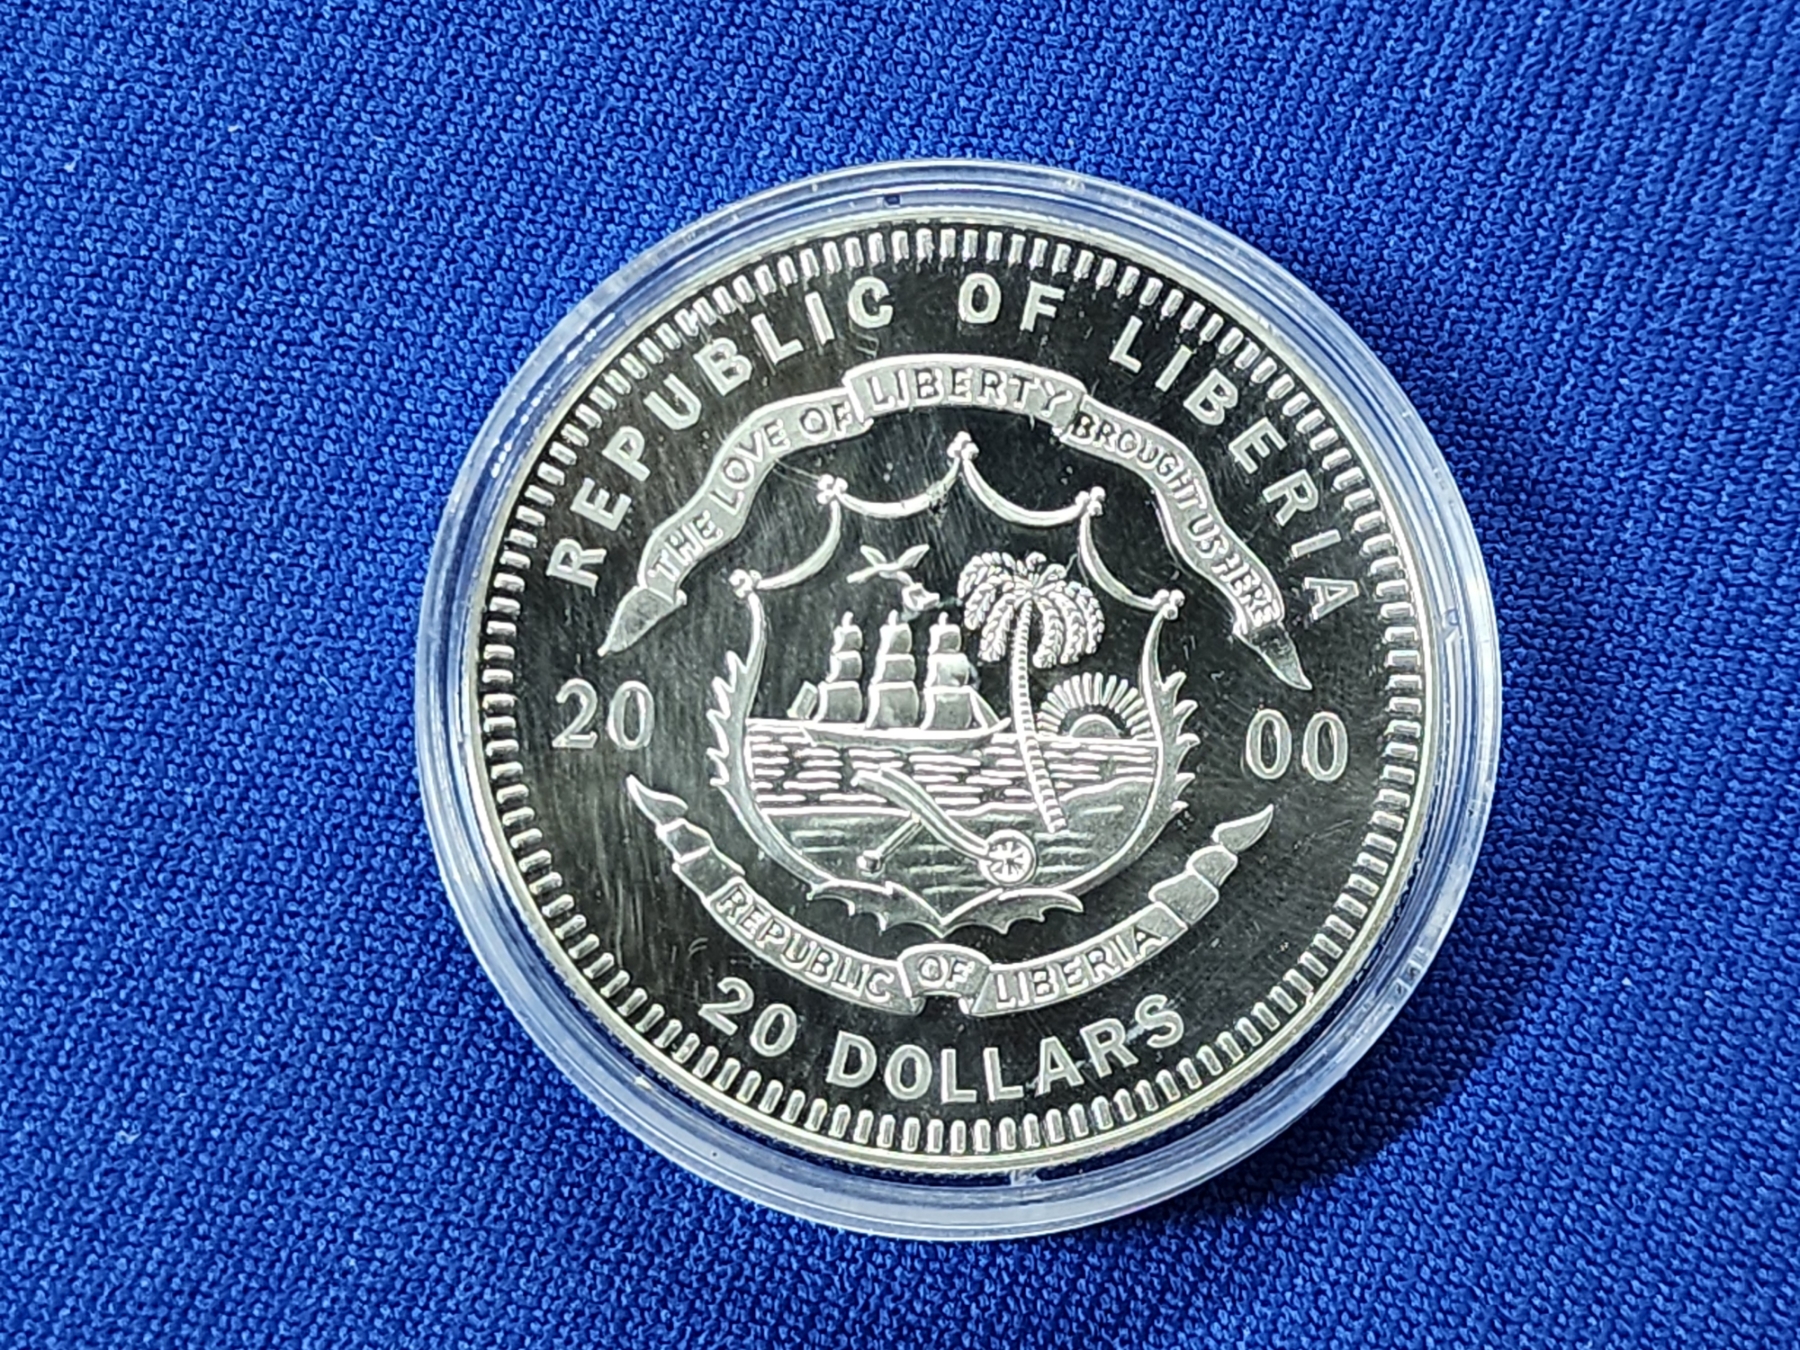 REPUBLIC OF LIBERIA
THE LOVE OF LIBERTY BROUGHT US HERE
20 00
REPUBLIC OF LIBERIA
20 DOLLARS